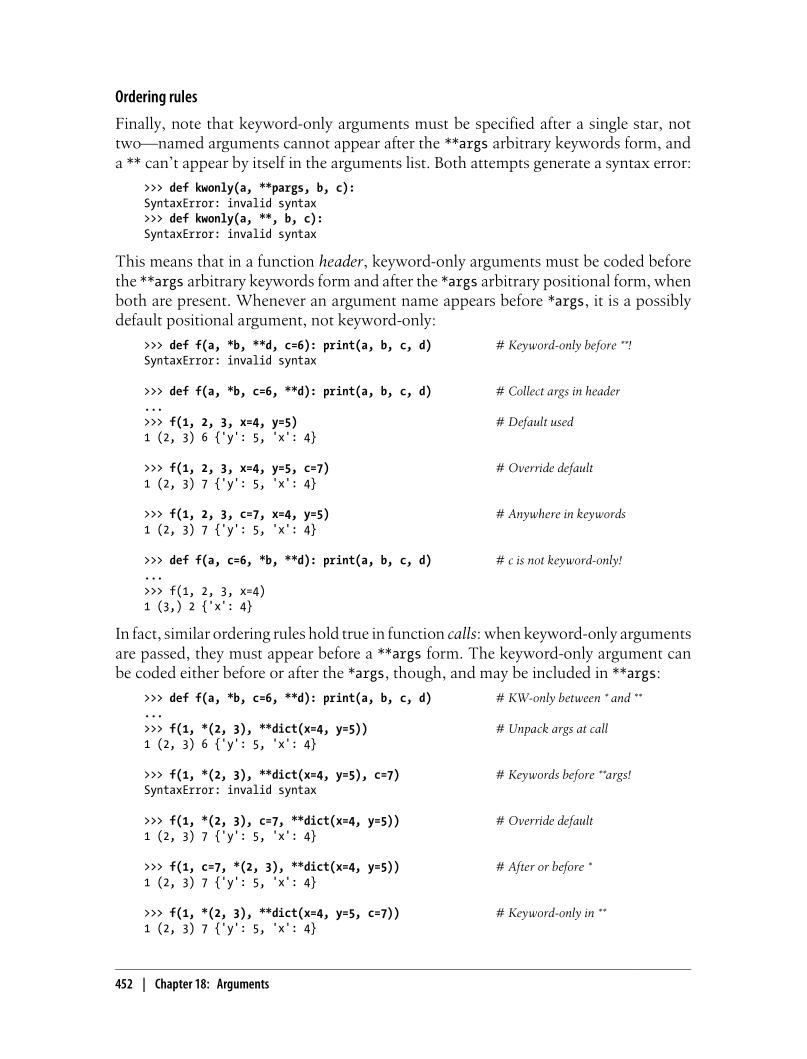 Ordering rules
Finally, note that keyword-only arguments must be specified after a single star, not
two—named arguments cannot appear after the **args arbitrary keywords form, and
a ** can’t appear by itself in the arguments list. Both attempts generate a syntax error:
>>> def kwonly(a, **pargs, b, c):
SyntaxError: invalid syntax
>>> def kwonly(a, **, b, c):
SyntaxError: invalid syntax
This means that in a function header, keyword-only arguments must be coded before
the **args arbitrary keywords form and after the *args arbitrary positional form, when
both are present. Whenever an argument name appears before *args, it is a possibly
default positional argument, not keyword-only:
>>> def f(a, *b, **d, c=6): print(a, b, c, d) # Keyword-only before **!
SyntaxError: invalid syntax
>>> def f(a, *b, c=6, **d): print(a, b, c, d) # Collect args in header
...
>>> f(1, 2, 3, x=4, y=5) # Default used
1 (2, 3) 6 {'y': 5, 'x': 4}
>>> f(1, 2, 3, x=4, y=5, c=7) # Override default
1 (2, 3) 7 {'y': 5, 'x': 4}
>>> f(1, 2, 3, c=7, x=4, y=5) # Anywhere in keywords
1 (2, 3) 7 {'y': 5, 'x': 4}
>>> def f(a, c=6, *b, **d): print(a, b, c, d) # c is not keyword-only!
...
>>> f(1, 2, 3, x=4)
1 (3,) 2 {'x': 4}
In fact, similar ordering rules hold true in function calls: when keyword-only arguments
are passed, they must appear before a **args form. The keyword-only argument can
be coded either before or after the *args, though, and may be included in **args:
>>> def f(a, *b, c=6, **d): print(a, b, c, d) # KW-only between * and **
...
>>> f(1, *(2, 3), **dict(x=4, y=5)) # Unpack args at call
1 (2, 3) 6 {'y': 5, 'x': 4}
>>> f(1, *(2, 3), **dict(x=4, y=5), c=7) # Keywords before **args!
SyntaxError: invalid syntax
>>> f(1, *(2, 3), c=7, **dict(x=4, y=5)) # Override default
1 (2, 3) 7 {'y': 5, 'x': 4}
>>> f(1, c=7, *(2, 3), **dict(x=4, y=5)) # After or before *
1 (2, 3) 7 {'y': 5, 'x': 4}
>>> f(1, *(2, 3), **dict(x=4, y=5, c=7)) # Keyword-only in **
1 (2, 3) 7 {'y': 5, 'x': 4}
452 | Chapter 18: Arguments